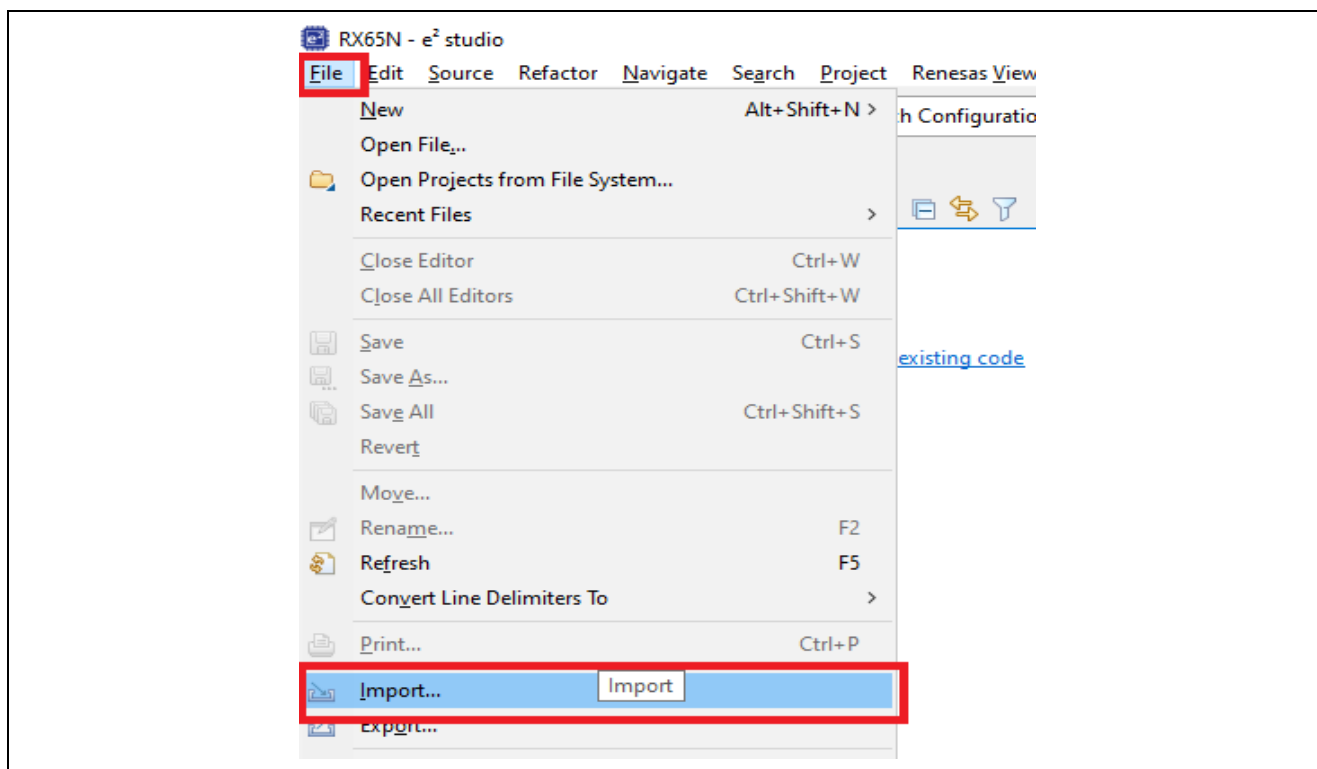 RX65N - e² studio
File Edit Source Refactor Navigate Search Project Renesas View
New Alt+Shift+N >
h Configuratio
Open File...
Open Projects from File System...
Recent Files >
Close Editor Ctrl+W
Close All Editors Ctrl+Shift+W
Save Ctrl+S
existing code
Save As...
Save All Ctrl+Shift+S
Revert
Move...
Rename... F2
Refresh F5
Convert Line Delimiters To >
Print... Ctrl+P
Import... Import
Export...